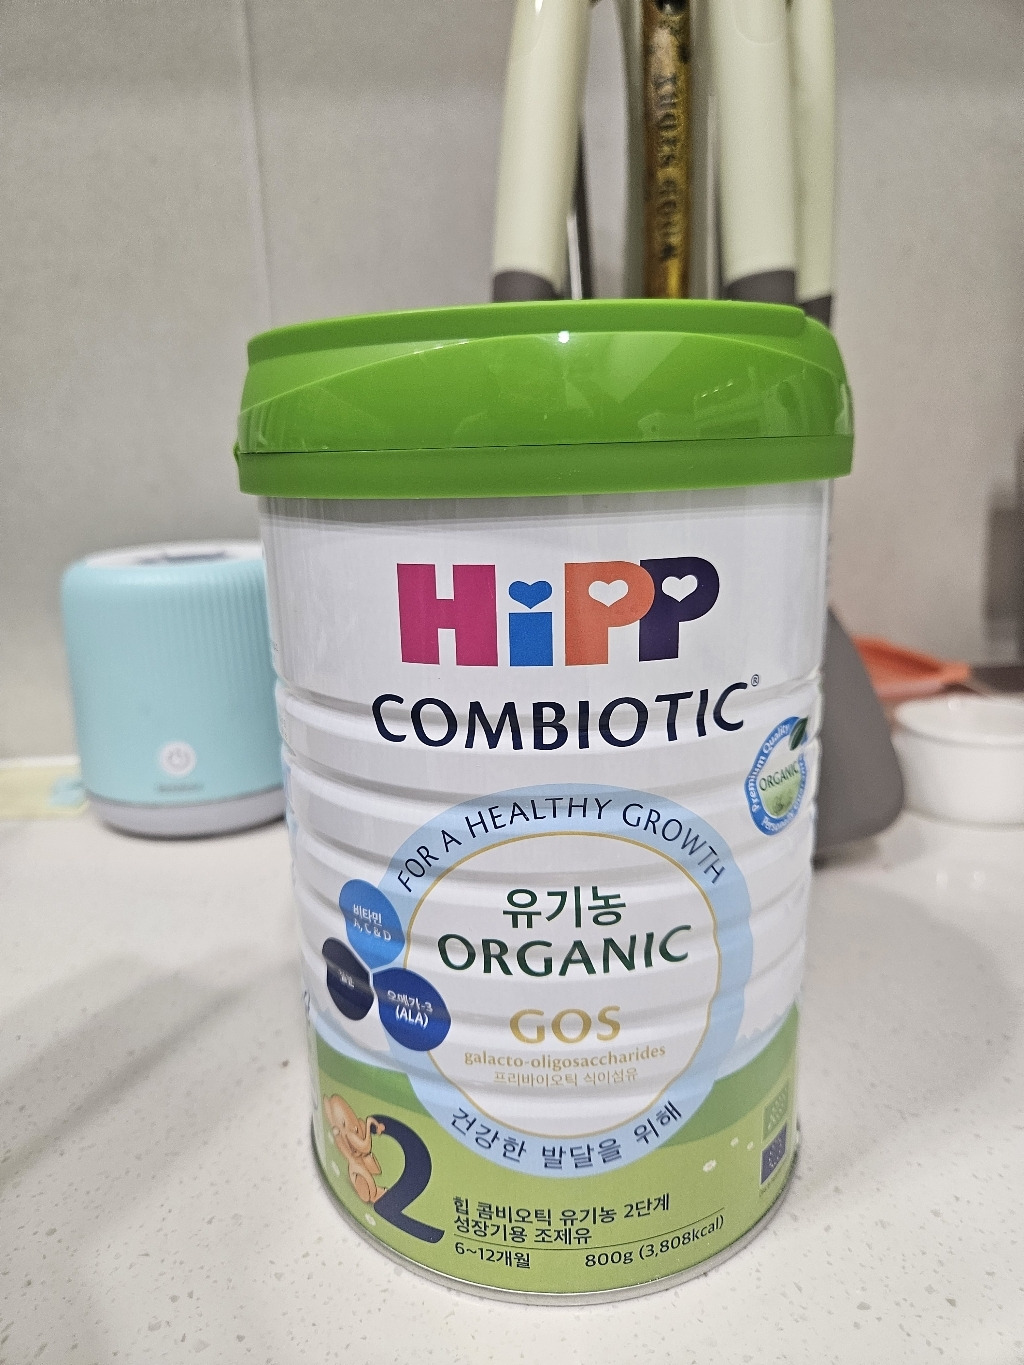 HiPP
COMBIOTIC®
Premium Quality
ORGANIC
FOR A HEALTHY GROWTH
비타민
A, C & D
오메가-3
(ALA)
유기농
ORGANIC
GOS
galacto-oligosaccharides
프리바이오틱 식이섬유
건강한 발달을 위해
2
힙 콤비오틱 유기농 2단계
성장기용 조제유
6~12개월
800g (3,808kcal)